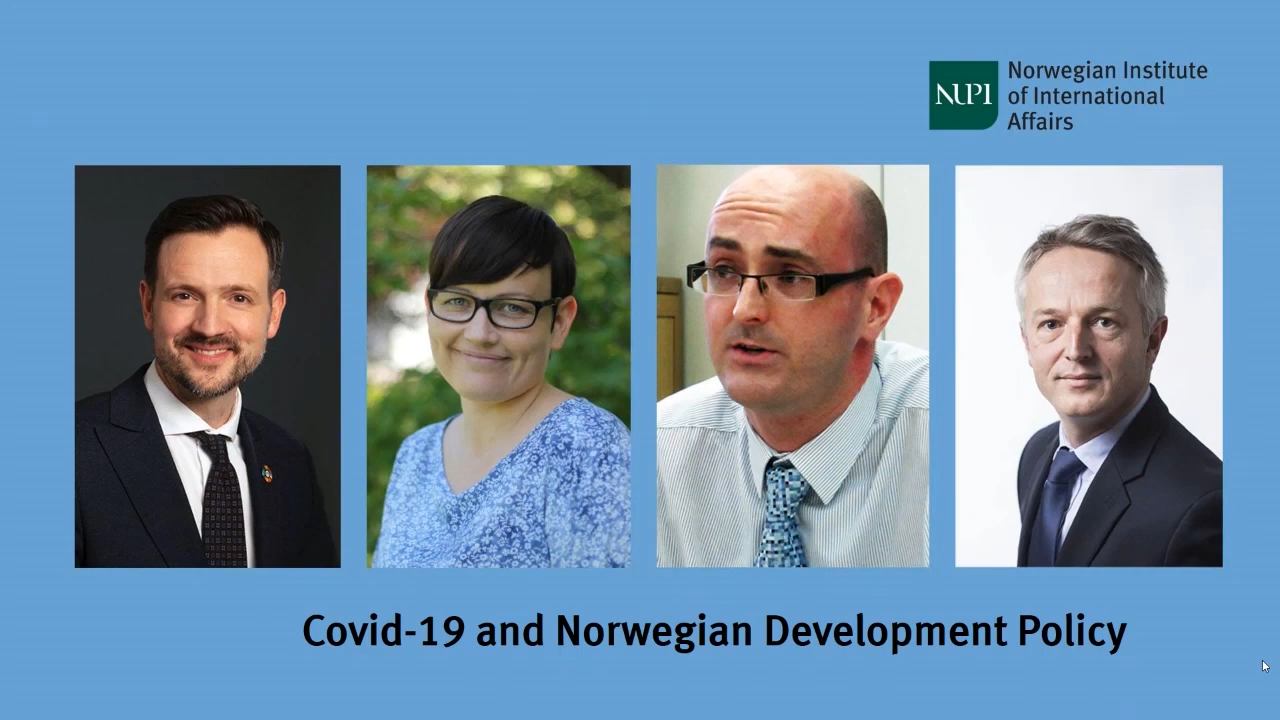 NUPI
Norwegian Institute
of International
Affairs
Covid-19 and Norwegian Development Policy